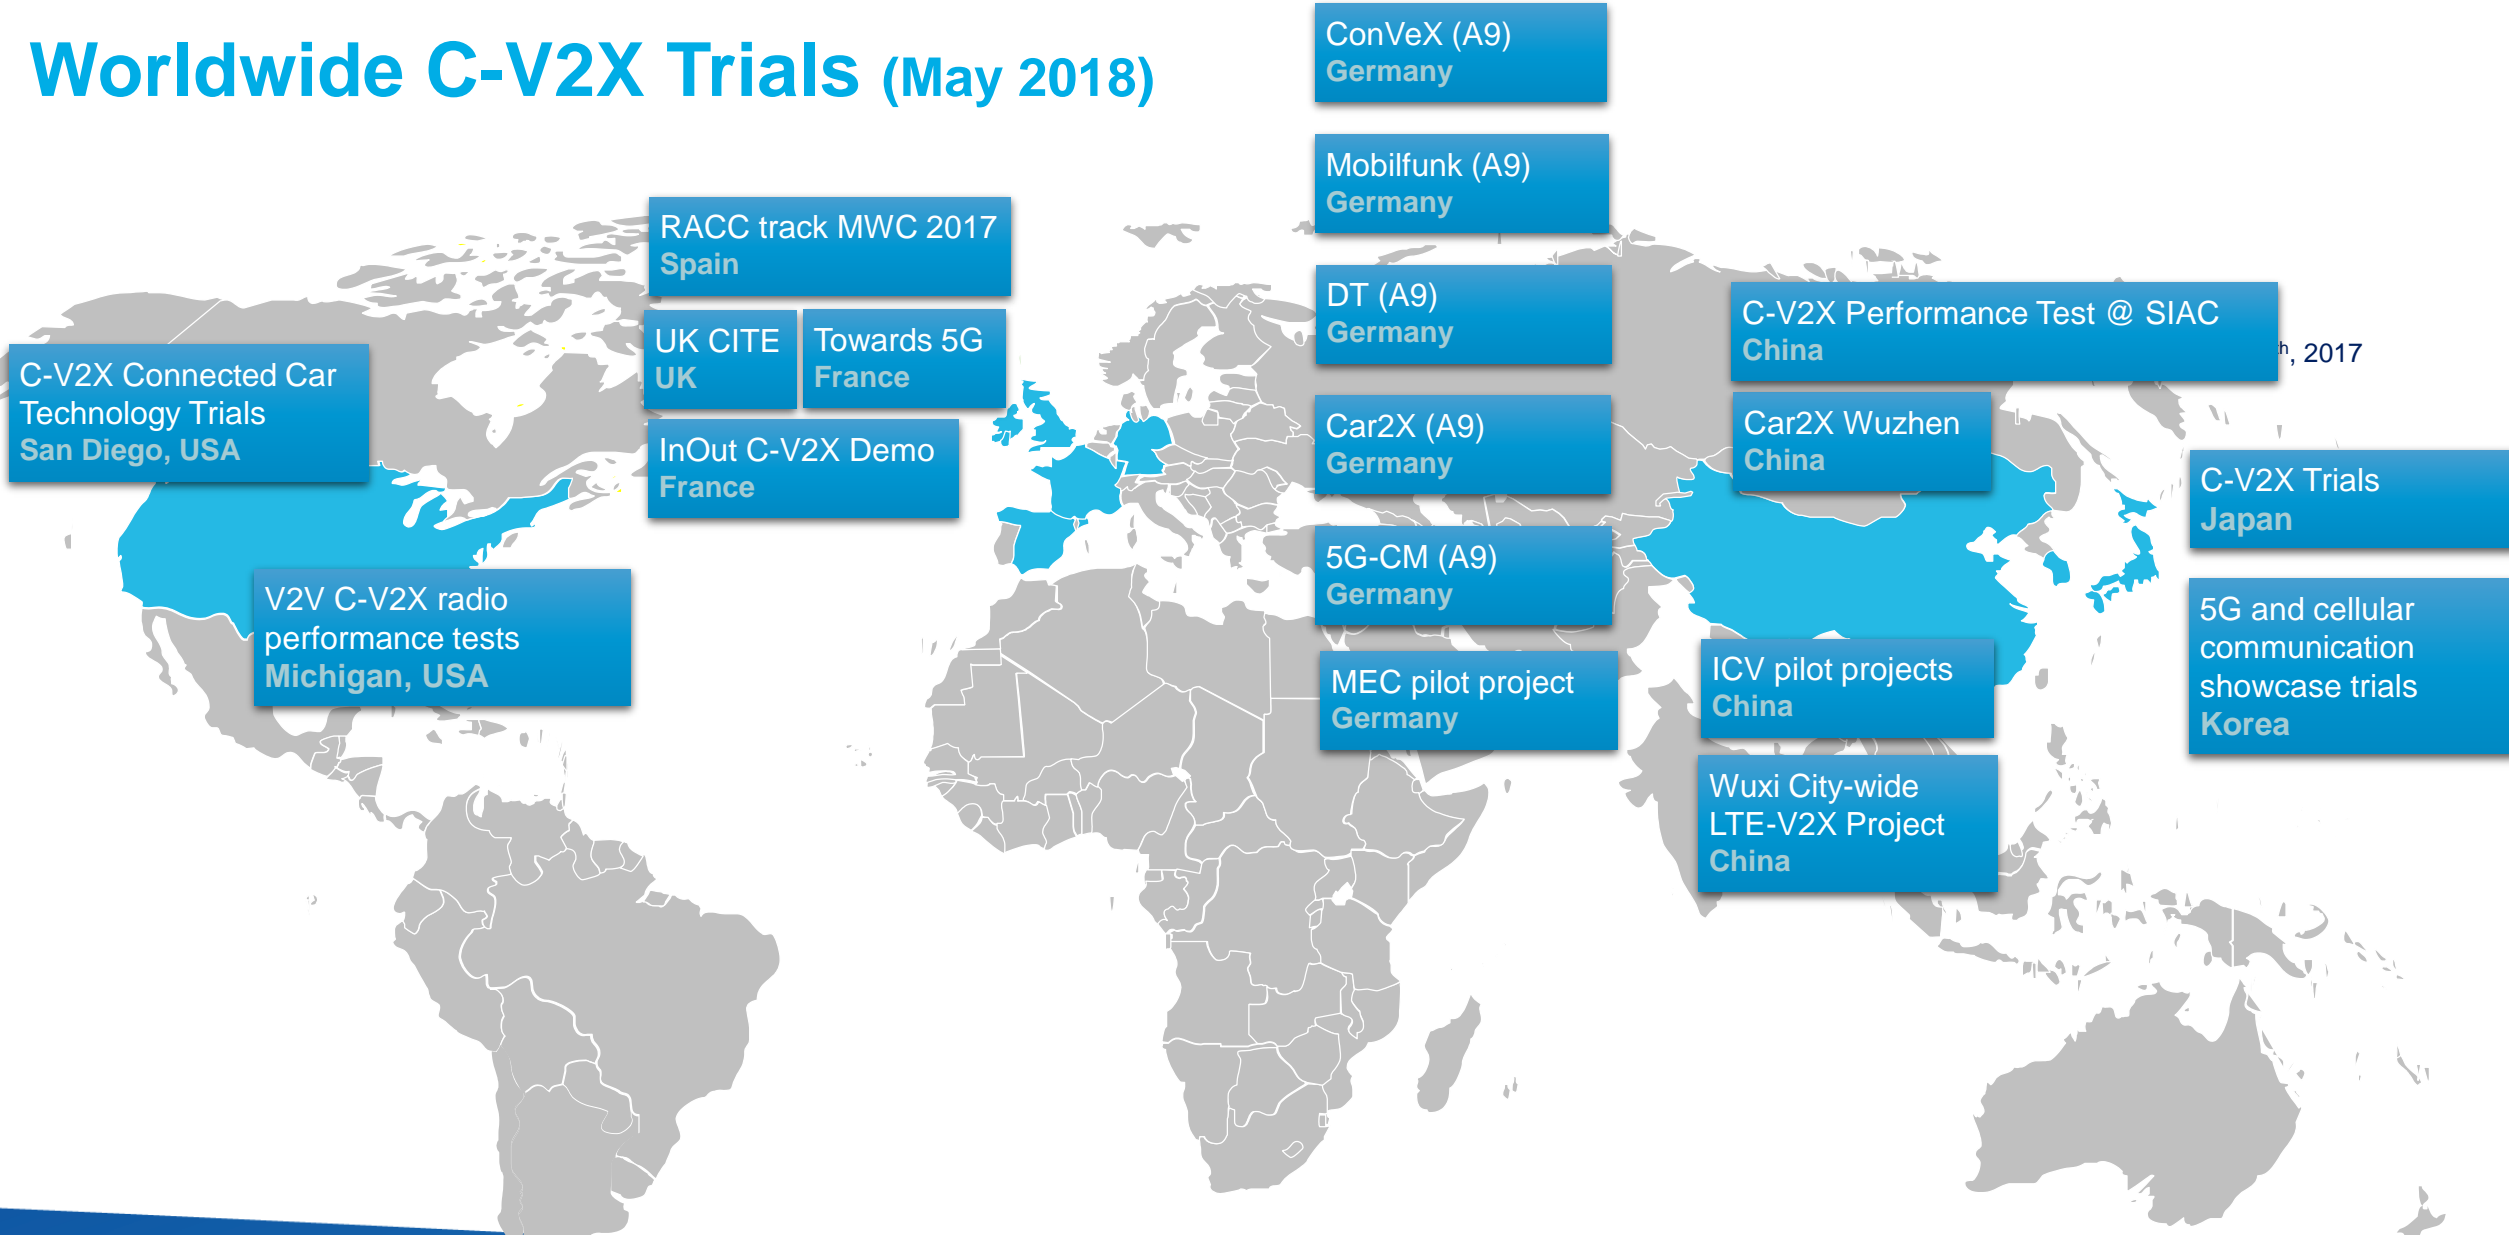 Worldwide C-V2X Trials (May 2018)
ConVeX (A9)
Germany
Mobilfunk (A9)
Germany
RACC track MWC 2017
Spain
DT (A9)
Germany
C-V2X Performance Test @ SIAC
China
h, 2017
UK CITE
UK
Towards 5G
France
C-V2X Connected Car
Technology Trials
San Diego, USA
InOut C-V2X Demo
France
Car2X (A9)
Germany
Car2X Wuzhen
China
C-V2X Trials
Japan
5G-CM (A9)
Germany
V2V C-V2X radio
performance tests
Michigan, USA
5G and cellular
communication
showcase trials
Korea
MEC pilot project
Germany
ICV pilot projects
China
Wuxi City-wide
LTE-V2X Project
China